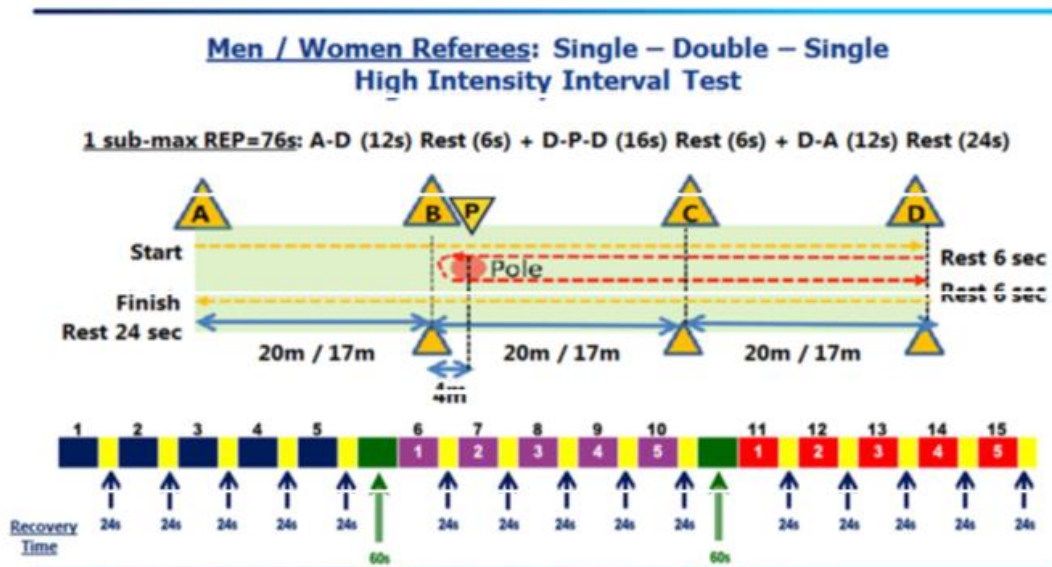 Men / Women Referees: Single – Double – Single
High Intensity Interval Test
1 sub-max REP=76s: A-D (12s) Rest (6s) + D-P-D (16s) Rest (6s) + D-A (12s) Rest (24s)
A B P C D
Start
Rest 6 sec
Pole
Finish
Rest 6 sec
Rest 24 sec
20m / 17m 20m / 17m 20m / 17m
4m
1 2 3 4 5 6 7 8 9 10 11 12 13 14 15
1 2 3 4 5 1 2 3 4 5
24s 24s 24s 24s 24s 24s 24s 24s 24s 24s 24s 24s 24s 24s 24s
Recovery
Time
60s 60s